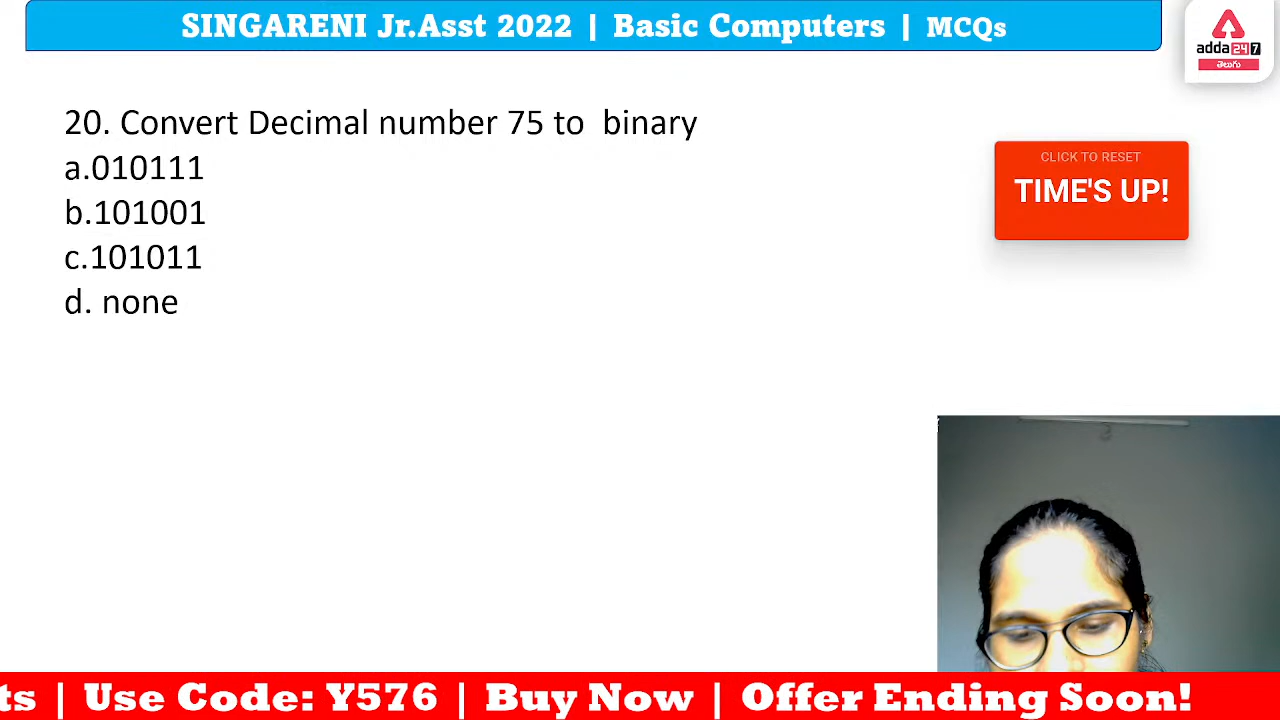 SINGARENI Jr.Asst 2022 | Basic Computers | MCQs
adda247
తెలుగు
20. Convert Decimal number 75 to  binary
a.010111
b.101001
c.101011
d. none
CLICK TO RESET
TIME'S UP!
ts | Use Code: Y576 | Buy Now | Offer Ending Soon!